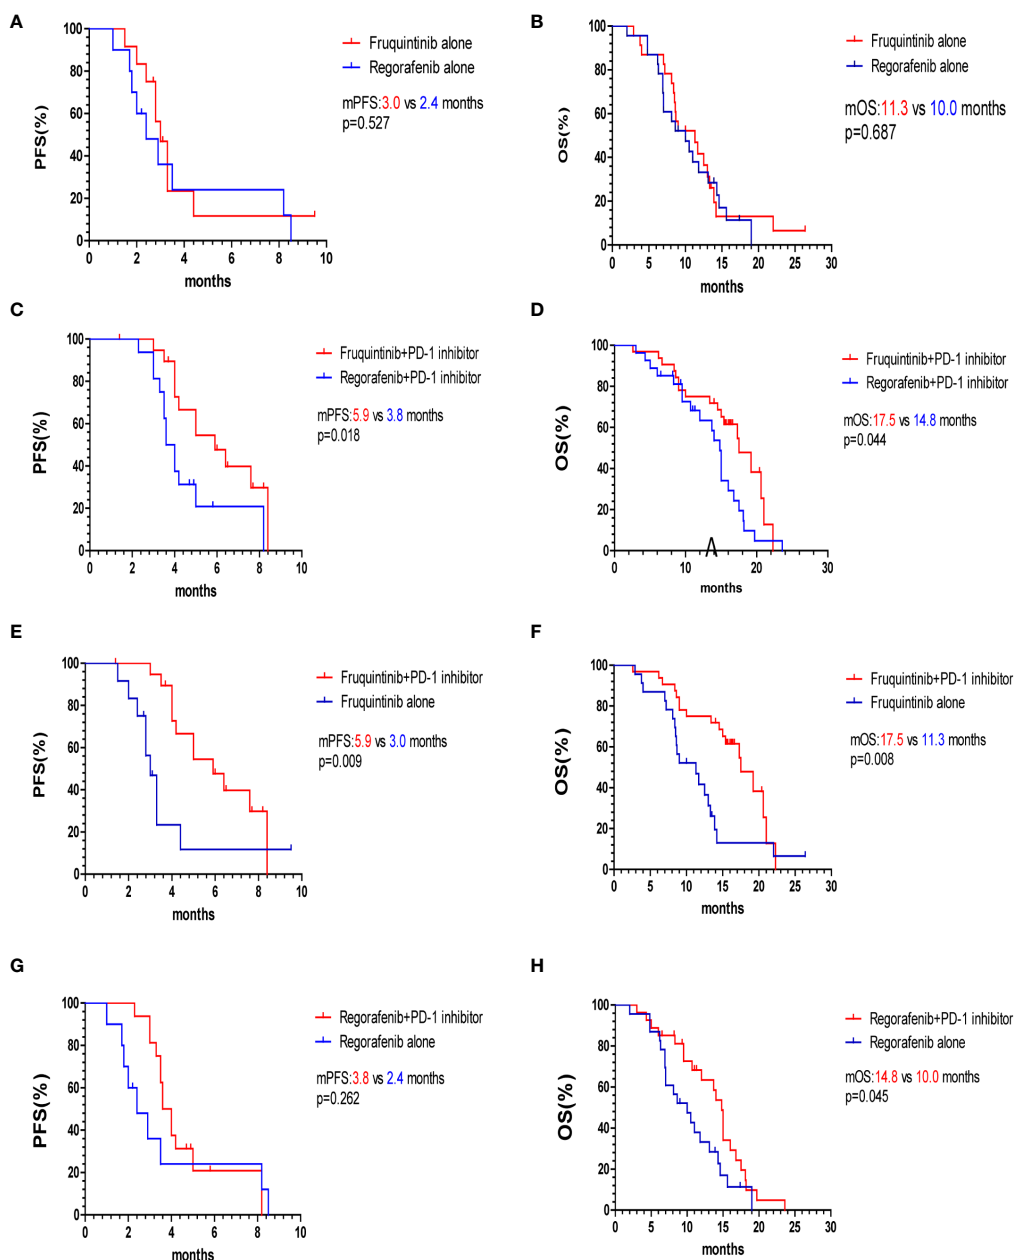 A
100
80
60
40
20
0
PFS(%)
0 2 4 6 8 10
months
Fruquintinib alone
Regorafenib alone
mPFS:3.0 vs 2.4 months
p=0.527
B
100
80
60
40
20
0
OS(%)
0 5 10 15 20 25 30
months
Fruquintinib alone
Regorafenib alone
mOS:11.3 vs 10.0 months
p=0.687
C
100
80
60
40
20
0
PFS(%)
0 2 4 6 8 10
months
Fruquintinib+PD-1 inhibitor
Regorafenib+PD-1 inhibitor
mPFS:5.9 vs 3.8 months
p=0.018
D
100
80
60
40
20
0
OS(%)
0 10 20 30
months
Fruquintinib+PD-1 inhibitor
Regorafenib+PD-1 inhibitor
mOS:17.5 vs 14.8 months
p=0.044
E
100
80
60
40
20
0
PFS(%)
0 2 4 6 8 10
months
Fruquintinib+PD-1 inhibitor
Fruquintinib alone
mPFS:5.9 vs 3.0 months
p=0.009
F
100
80
60
40
20
0
OS(%)
0 5 10 15 20 25 30
months
Fruquintinib+PD-1 inhibitor
Fruquintinib alone
mOS:17.5 vs 11.3 months
p=0.008
G
100
80
60
40
20
0
PFS(%)
0 2 4 6 8 10
months
Regorafenib+PD-1 inhibitor
Regorafenib alone
mPFS:3.8 vs 2.4 months
p=0.262
H
100
80
60
40
20
0
OS(%)
0 5 10 15 20 25 30
months
Regorafenib+PD-1 inhibitor
Regorafenib alone
mOS:14.8 vs 10.0 months
p=0.045